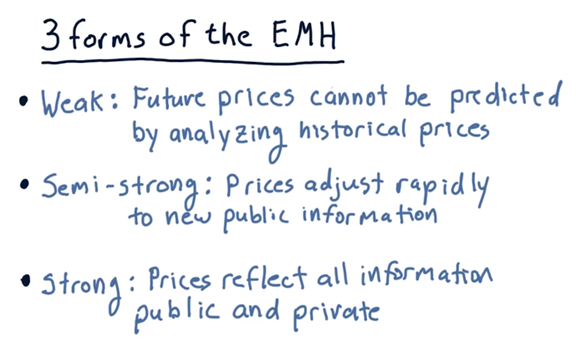 3 forms of the EMH
• Weak: Future prices cannot be predicted
by analyzing historical prices
• Semi-strong: Prices adjust rapidly
to new public information
• Strong: Prices reflect all information
public and private